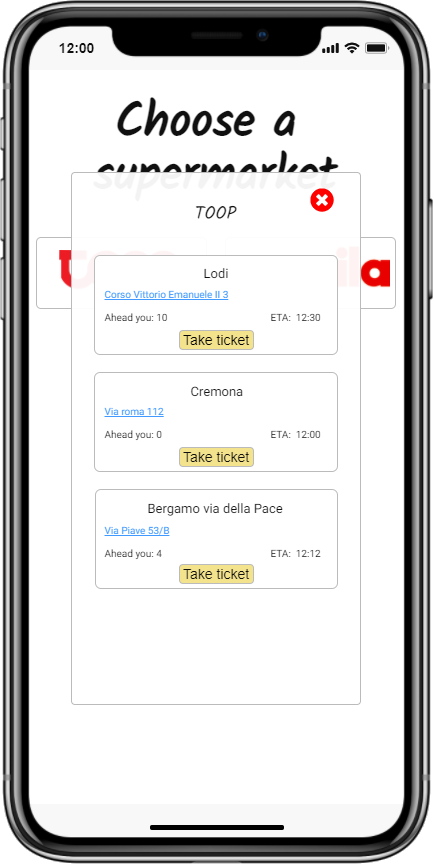 12:00
Choose a
supermarket
TOOP
Lodi
Corso Vittorio Emanuele II 3
Ahead you: 10 ETA: 12:30
Take ticket
Cremona
Via roma 112
Ahead you: 0 ETA: 12:00
Take ticket
Bergamo via della Pace
Via Piave 53/B
Ahead you: 4 ETA: 12:12
Take ticket